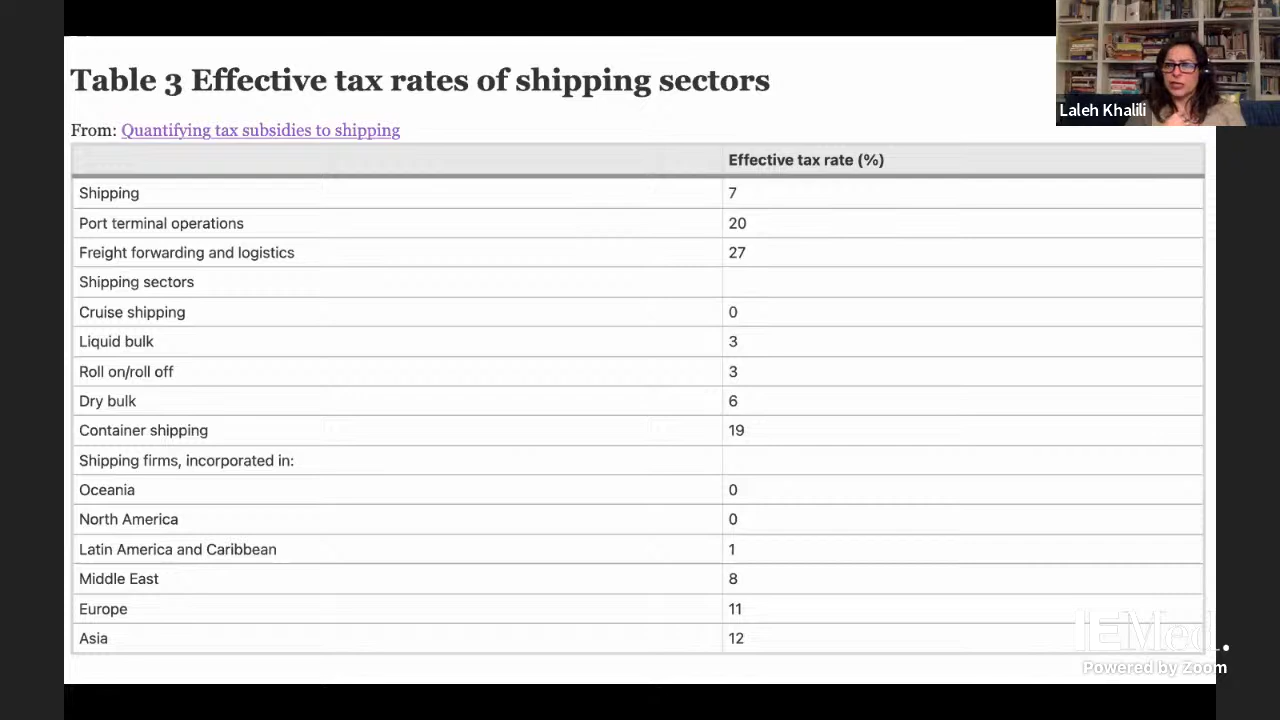 Table 3 Effective tax rates of shipping sectors
Laleh Khalili
From: Quantifying tax subsidies to shipping
Effective tax rate (%)
Shipping 7
Port terminal operations 20
Freight forwarding and logistics 27
Shipping sectors
Cruise shipping 0
Liquid bulk 3
Roll on/roll off 3
Dry bulk 6
Container shipping 19
Shipping firms, incorporated in:
Oceania 0
North America 0
Latin America and Caribbean 1
Middle East 8
Europe 11
Asia 12
IEMed.
Powered by Zoom